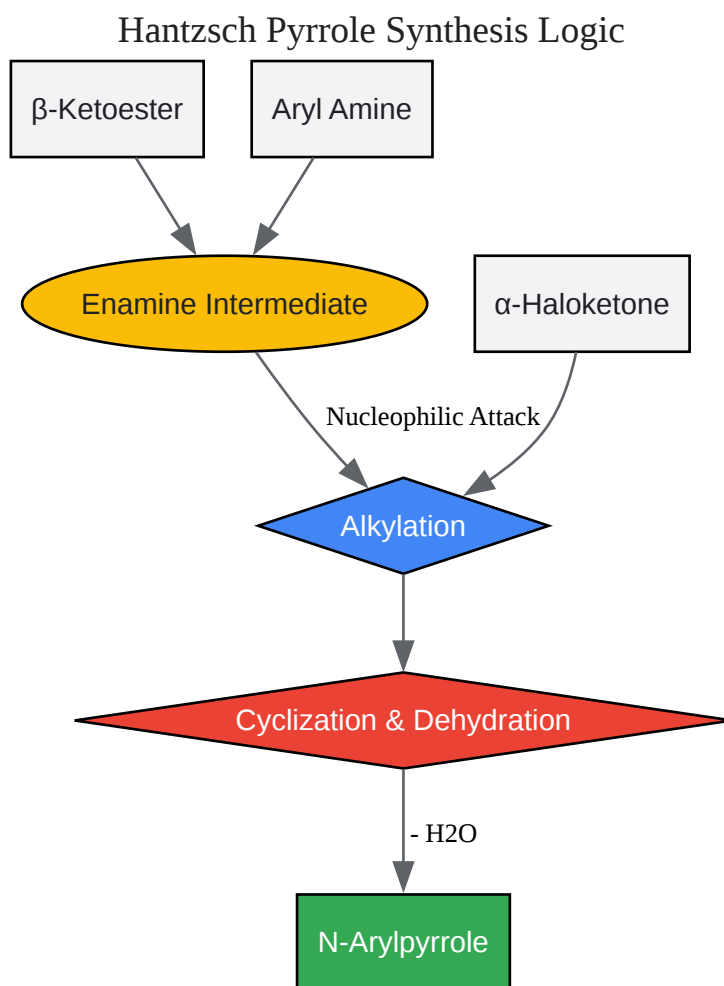 Hantzsch Pyrrole Synthesis Logic
β-Ketoester
Aryl Amine
Enamine Intermediate
α-Haloketone
Nucleophilic Attack
Alkylation
Cyclization & Dehydration
- H2O
N-Arylpyrrole